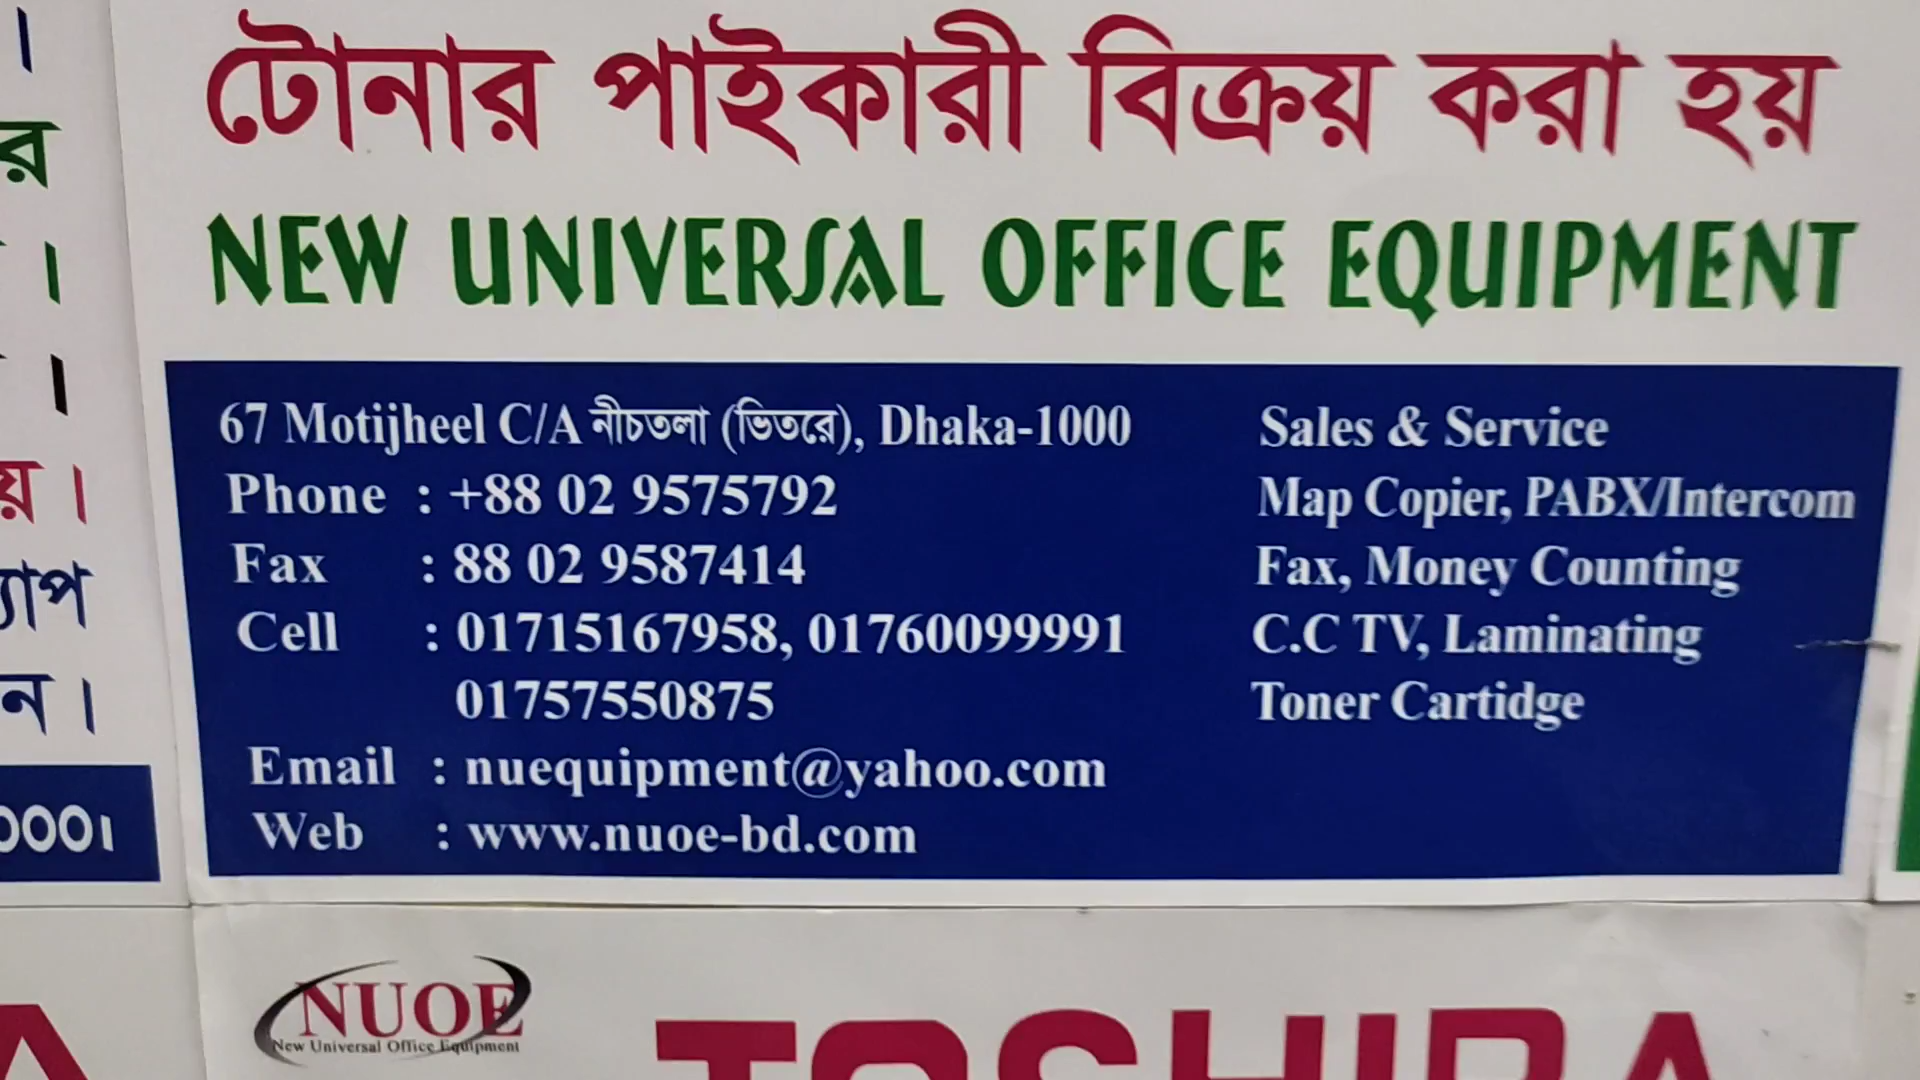 টোনার পাইকারী বিক্রয় করা হয়
NEW UNIVERSAL OFFICE EQUIPMENT
67 Motijheel C/A নীচতলা (ভিতরে), Dhaka-1000
Phone : +88 02 9575792
Fax : 88 02 9587414
Cell : 01715167958, 01760099991
01757550875
Email : nuequipment@yahoo.com
Web : www.nuoe-bd.com
Sales & Service
Map Copier, PABX/Intercom
Fax, Money Counting
C.C TV, Laminating
Toner Cartidge
NUOE
New Universal Office Equipment
TOSHIBA